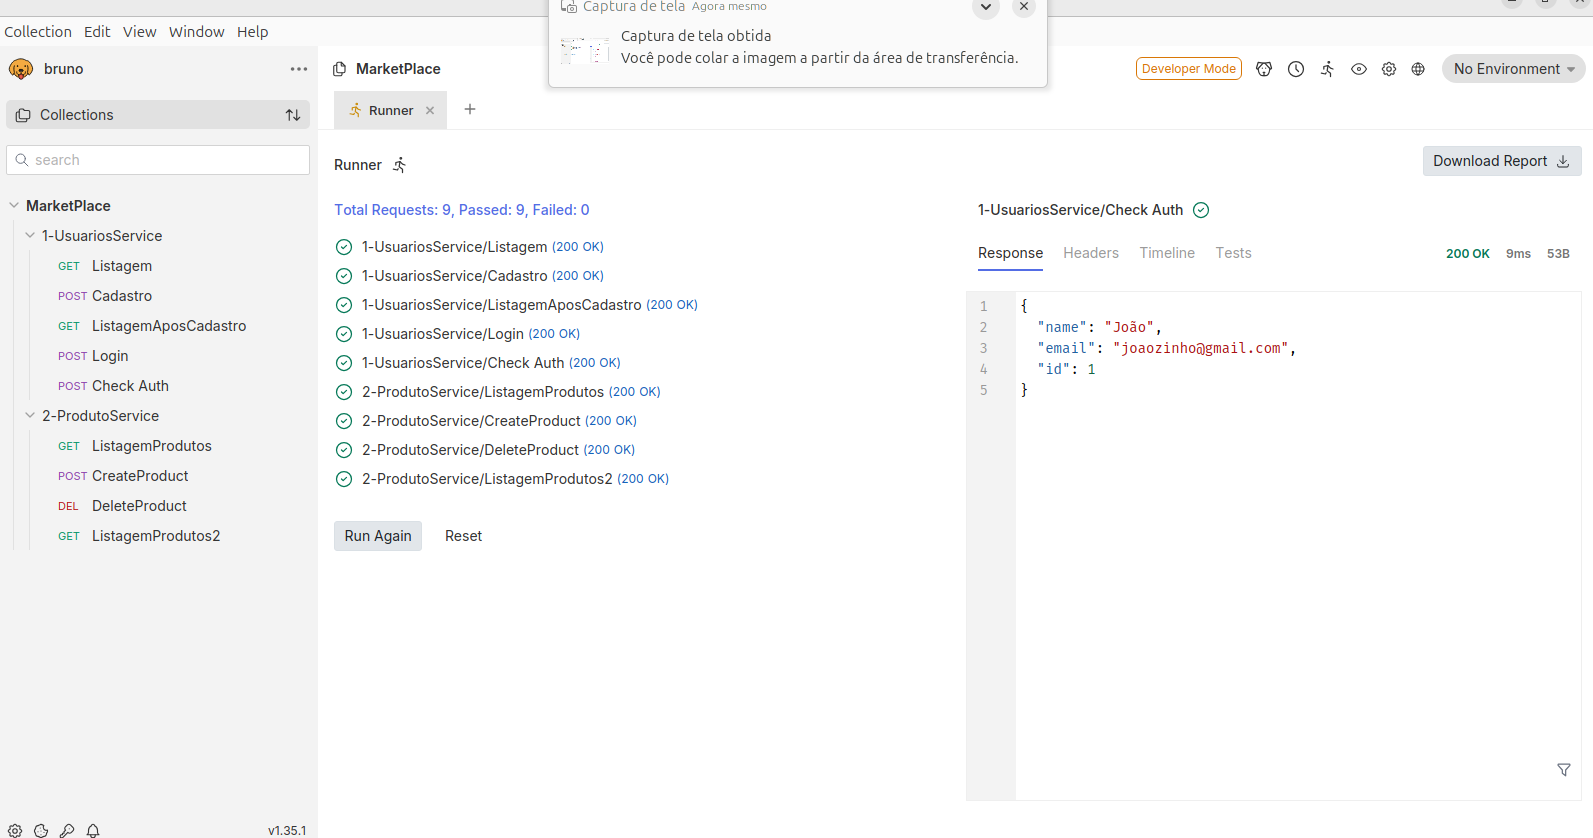 Captura de tela Agora mesmo
Captura de tela obtida
Você pode colar a imagem a partir da área de transferência.
Collection Edit View Window Help
bruno
MarketPlace
Developer Mode
No Environment
Collections
Runner
search
Runner
Download Report
MarketPlace
1-UsuariosService
GET Listagem
POST Cadastro
GET ListagemAposCadastro
POST Login
POST Check Auth
2-ProdutoService
GET ListagemProdutos
POST CreateProduct
DEL DeleteProduct
GET ListagemProdutos2
Total Requests: 9, Passed: 9, Failed: 0
1-UsuariosService/Listagem (200 OK)
1-UsuariosService/Cadastro (200 OK)
1-UsuariosService/ListagemAposCadastro (200 OK)
1-UsuariosService/Login (200 OK)
1-UsuariosService/Check Auth (200 OK)
2-ProdutoService/ListagemProdutos (200 OK)
2-ProdutoService/CreateProduct (200 OK)
2-ProdutoService/DeleteProduct (200 OK)
2-ProdutoService/ListagemProdutos2 (200 OK)
Run Again Reset
1-UsuariosService/Check Auth
Response Headers Timeline Tests 200 OK 9ms 53B
1 {
2 "name": "João",
3 "email": "joaozinho@gmail.com",
4 "id": 1
5 }
v1.35.1